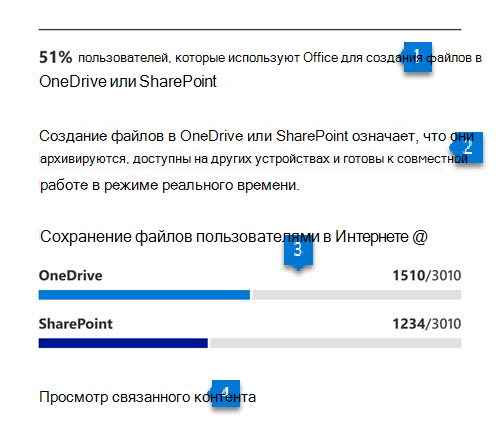 51% пользователей, которые используют Office для создания файлов в
1
OneDrive или SharePoint
Создание файлов в OneDrive или SharePoint означает, что они
2
архивируются, доступны на других устройствах и готовы к совместной
работе в режиме реального времени.
Сохранение файлов пользователями в Интернете @
3
OneDrive 1510/3010
SharePoint 1234/3010
Просмотр связанного контента
4